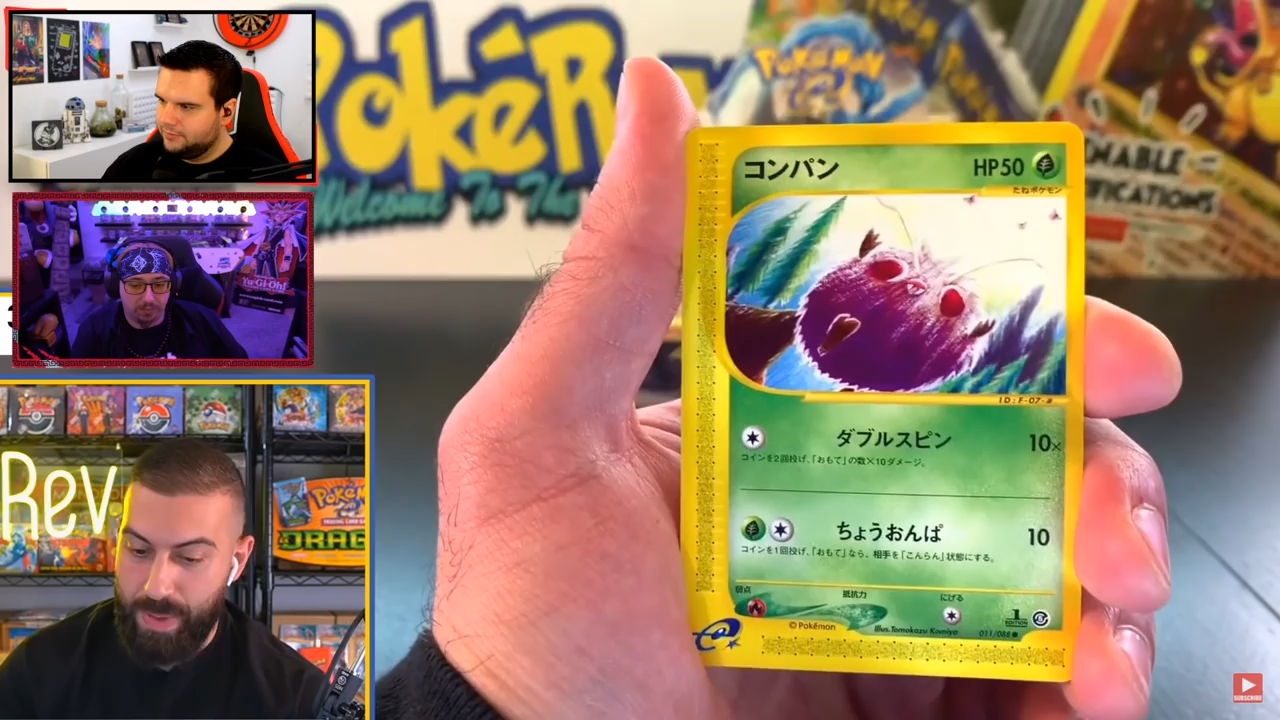 PokéRev
Welcome To The
POKéMON
e
ENABLE =
NOTIFICATIONS
Yu-Gi-Oh!
Rev
POKéMON
DRAG
コンパン
HP50
たねポケモン
ID:F-07-#
ダブルスピン 10×
コインを2回投げ、「おもて」の数×10ダメージ。
ちょうおんぱ 10
コインを1回投げ、「おもて」なら、相手を「こんらん」状態にする。
弱点 抵抗力 にげる
©Pokémon
Illus.Tomokazu Komiya
1 EDITION
011/088 ●
SUBSCRIBE